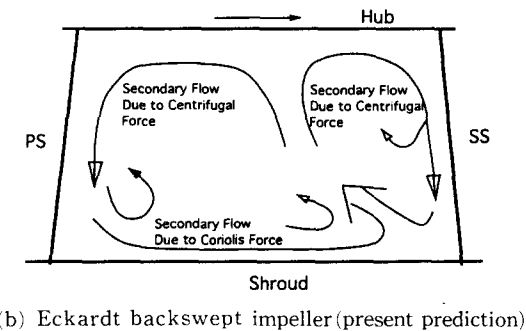 Hub
Secondary Flow
Due to Centrifugal
Force
Secondary Flow
Due to Centrifugal
Force
PS
SS
Secondary Flow
Due to Coriolis Force
Shroud
(b) Eckardt backswept impeller(present prediction)